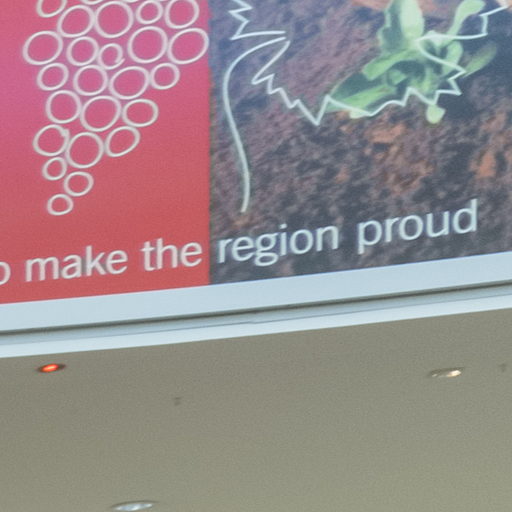 make the region proud